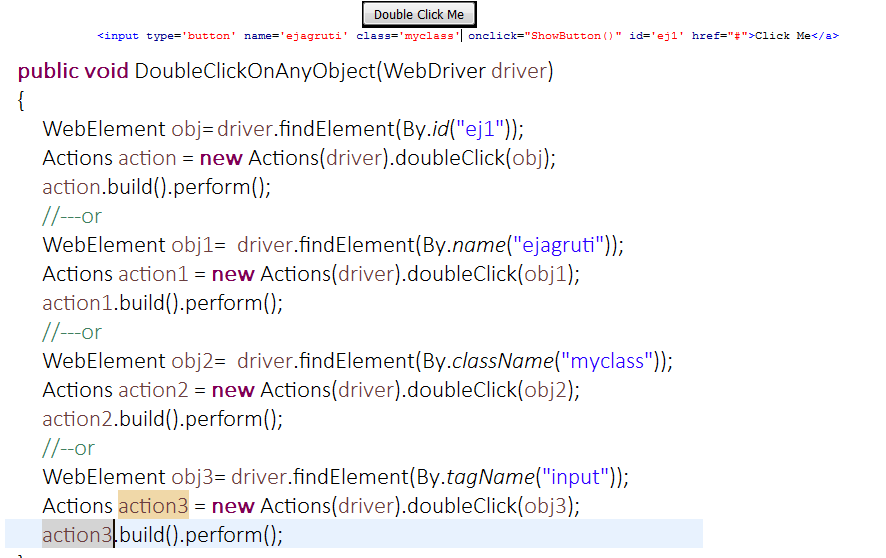 Double Click Me
<input type='button' name='ejagruti' class='myclass' onclick="ShowButton()" id='ej1' href="#">Click Me</a>
public void DoubleClickOnAnyObject(WebDriver driver)
{
WebElement obj= driver.findElement(By.id("ej1"));
Actions action = new Actions(driver).doubleClick(obj);
action.build().perform();
//---or
WebElement obj1=  driver.findElement(By.name("ejagruti"));
Actions action1 = new Actions(driver).doubleClick(obj1);
action1.build().perform();
//---or
WebElement obj2=  driver.findElement(By.className("myclass"));
Actions action2 = new Actions(driver).doubleClick(obj2);
action2.build().perform();
//--or
WebElement obj3= driver.findElement(By.tagName("input"));
Actions action3 = new Actions(driver).doubleClick(obj3);
action3.build().perform();